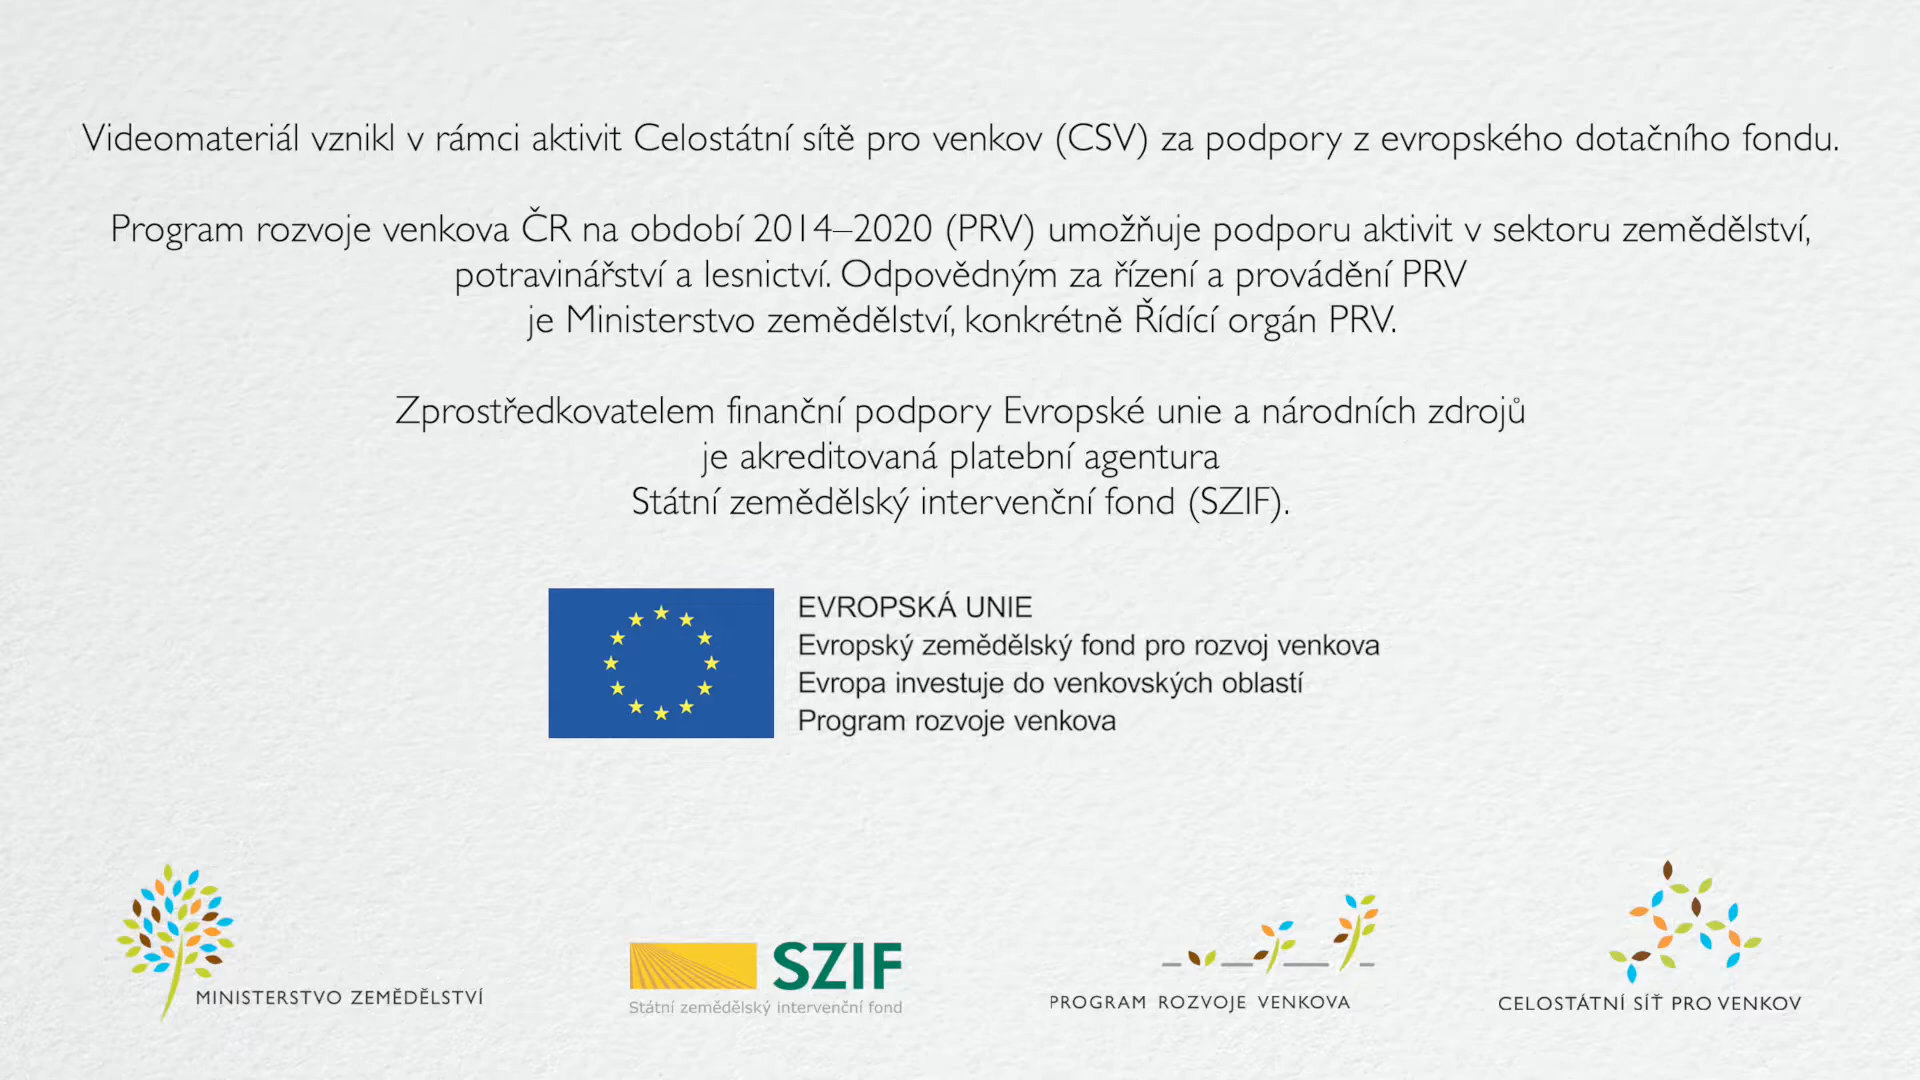 Videomateriál vznikl v rámci aktivit Celostátní sítě pro venkov (CSV) za podpory z evropského dotačního fondu.
Program rozvoje venkova ČR na období 2014–2020 (PRV) umožňuje podporu aktivit v sektoru zemědělství,
potravinářství a lesnictví. Odpovědným za řízení a provádění PRV
je Ministerstvo zemědělství, konkrétně Řídící orgán PRV.
Zprostředkovatelem finanční podpory Evropské unie a národních zdrojů
je akreditovaná platební agentura
Státní zemědělský intervenční fond (SZIF).
EVROPSKÁ UNIE
Evropský zemědělský fond pro rozvoj venkova
Evropa investuje do venkovských oblastí
Program rozvoje venkova
MINISTERSTVO ZEMĚDĚLSTVÍ
SZIF
Státní zemědělský intervenční fond
PROGRAM ROZVOJE VENKOVA
CELOSTÁTNÍ SÍŤ PRO VENKOV